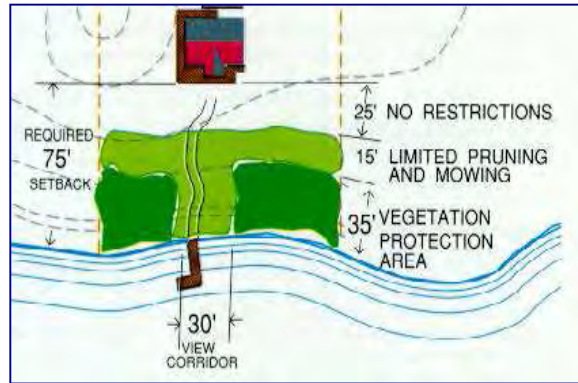 REQUIRED
75'
SETBACK
25' NO RESTRICTIONS
15' LIMITED PRUNING
AND MOWING
35' VEGETATION
PROTECTION
AREA
30'
VIEW
CORRIDOR